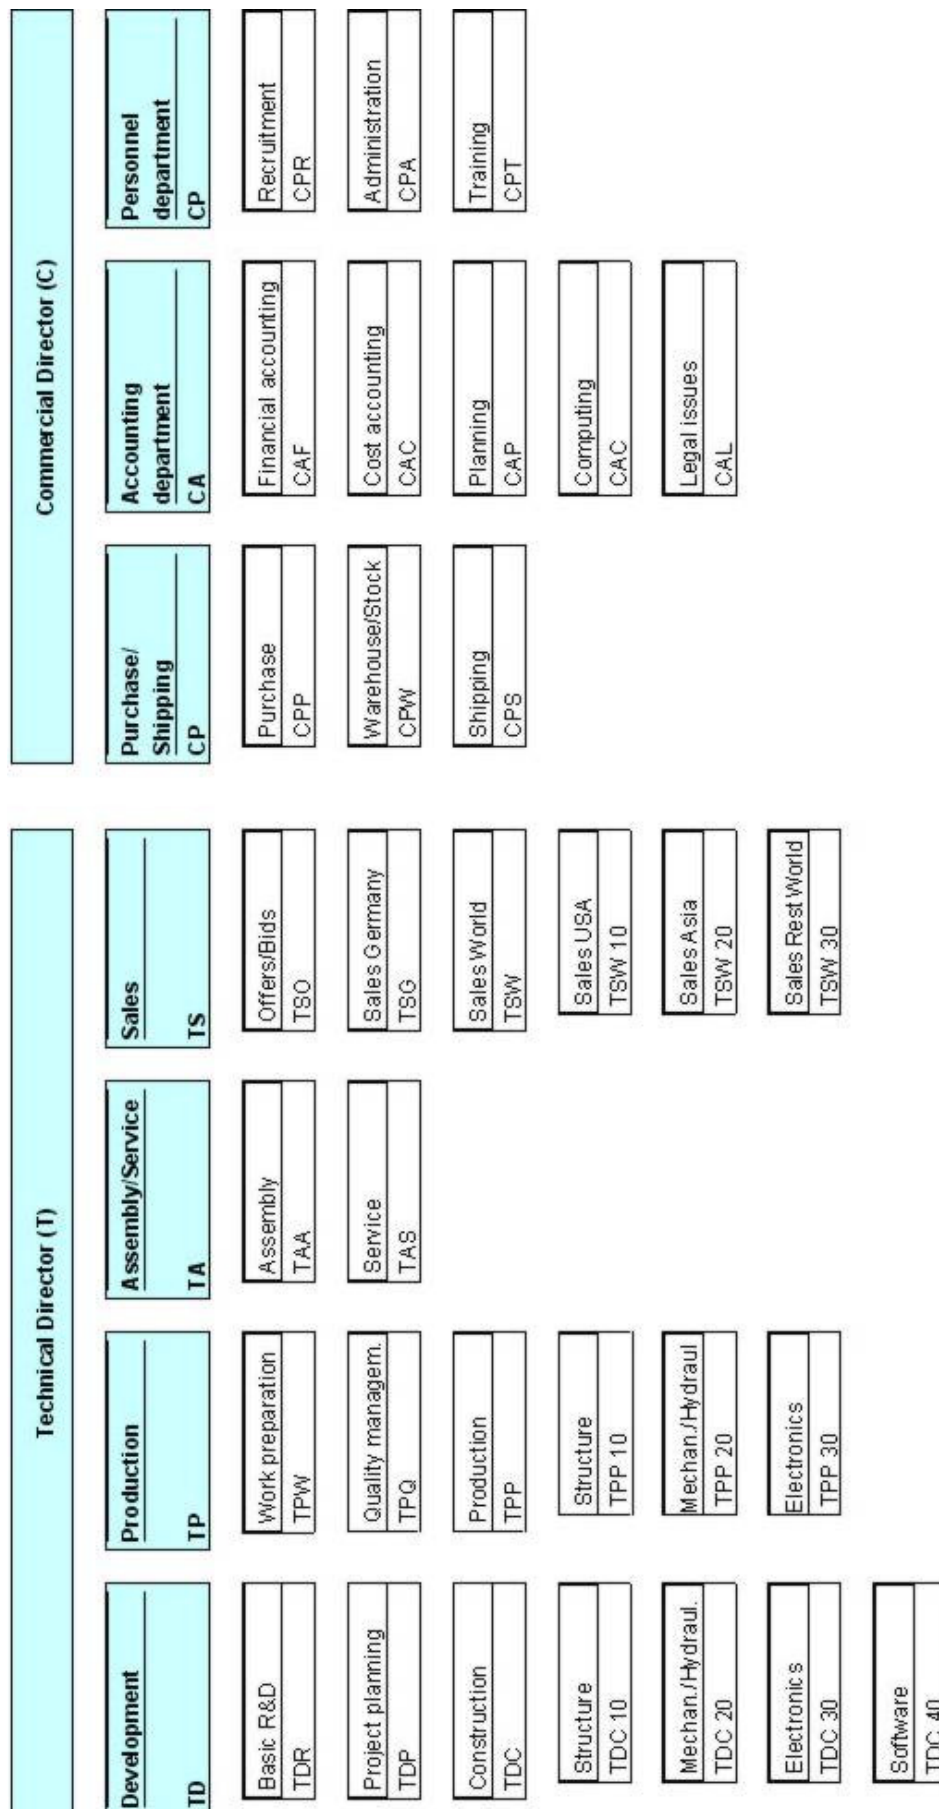 Technical Director (T)
Commercial Director (C)
Development
TD
Production
TP
Assembly/Service
TA
Sales
TS
Purchase/
Shipping
CP
Accounting
department
CA
Personnel
department
CP
Basic R&D
TDR
Work preparation
TPW
Assembly
TAA
Offers/Bids
TSO
Purchase
CPP
Financial accounting
CAF
Recruitment
CPR
Project planning
TDP
Quality managem.
TPQ
Service
TAS
Sales Germany
TSG
Warehouse/Stock
CPW
Cost accounting
CAC
Administration
CPA
Construction
TDC
Production
TPP
Sales World
TSW
Shipping
CPS
Planning
CAP
Training
CPT
Structure
TDC 10
Structure
TPP 10
Sales USA
TSW 10
Computing
CAC
Mechan./Hydraul.
TDC 20
Mechan./Hydraul
TPP 20
Sales Asia
TSW 20
Legal issues
CAL
Electronics
TDC 30
Electronics
TPP 30
Sales Rest World
TSW 30
Software
TDC 40